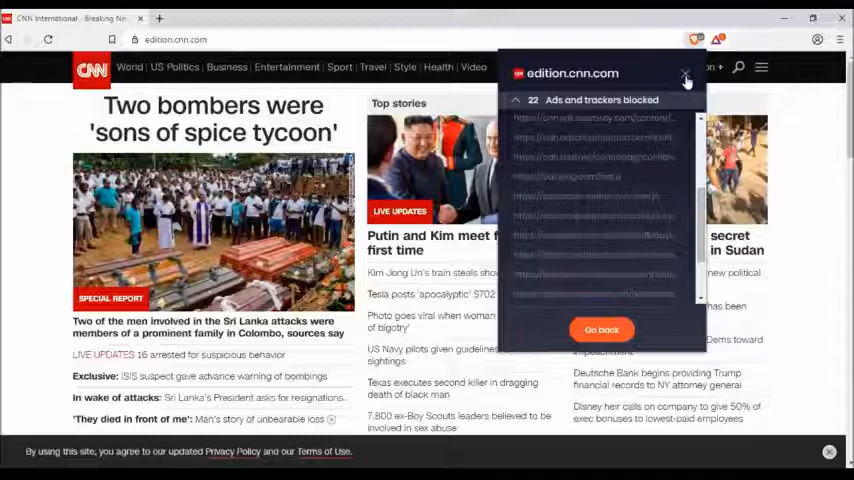 CNN International - Breaking Ne
edition.cnn.com
CNN
World
US Politics
Business
Entertainment
Sport
Travel
Style
Health
Video
on +
Two bombers were
'sons of spice tycoon'
SPECIAL REPORT
Two of the men involved in the Sri Lanka attacks were
members of a prominent family in Colombo, sources say
LIVE UPDATES 16 arrested for suspicious behavior
Exclusive: ISIS suspect gave advance warning of bombings
In wake of attacks: Sri Lanka's President asks for resignations.
'They died in front of me': Man's story of unbearable loss
Top stories
LIVE UPDATES
Putin and Kim meet f
first time
Kim Jong Un's train steals sho
Tesla posts 'apocalyptic' $702
Photo goes viral when woman
of bigotry'
US Navy pilots given guidelines
sightings
Texas executes second killer in dragging
death of black man
7,800 ex-Boy Scouts leaders believed to be
involved in sex abuse
edition.cnn.com
22 Ads and trackers blocked
Go back
secret
in Sudan
new political
has been
Dems toward
impeachment
Deutsche Bank begins providing Trump
financial records to NY attorney general
Disney heir calls on company to give 50% of
exec bonuses to lowest-paid employees
By using this site, you agree to our updated Privacy Policy and our Terms of Use.